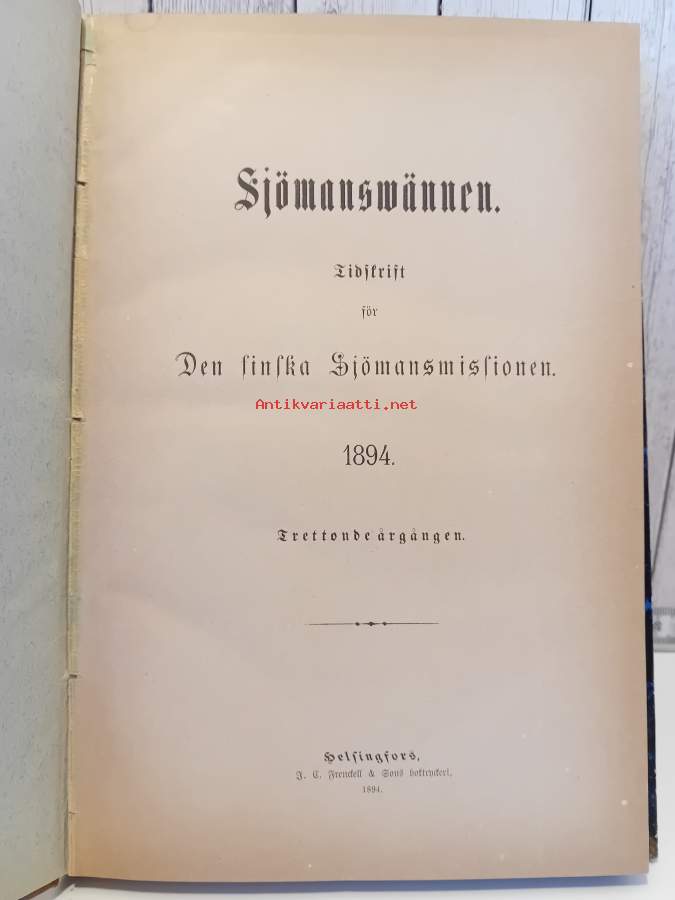 Sjömanswännen.
Tidskrift
för
Den finska Sjömansmissionen.
Antikvariaatti.net
1894.
Trettonde årgången.
Helsingfors,
J. C. Frenckell & Sons boktryckeri,
1894.